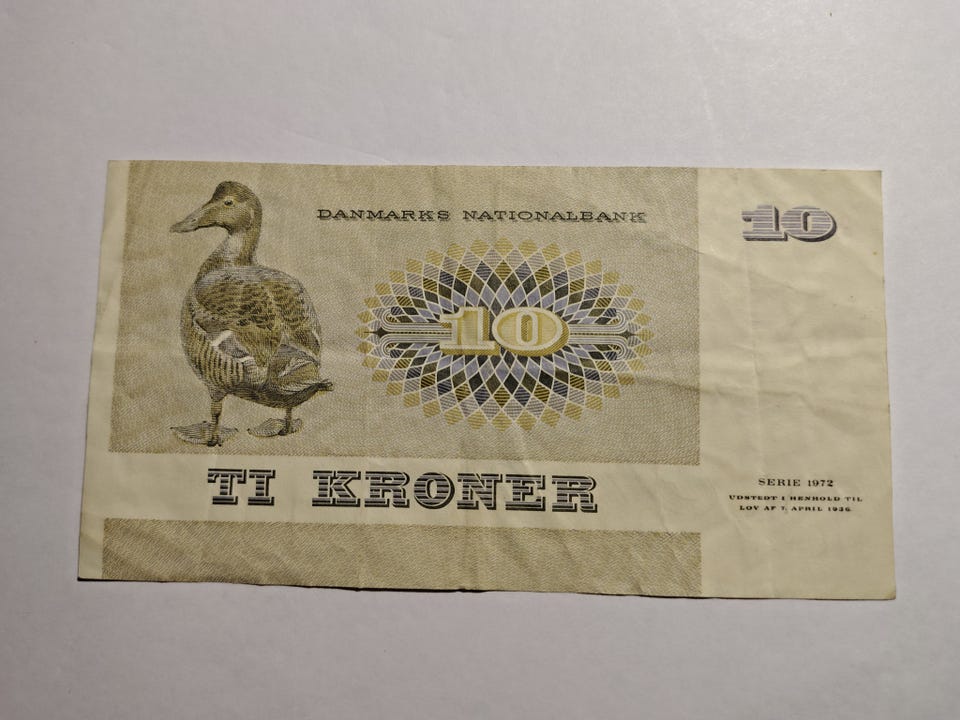 DANMARKS NATIONALBANK
10
10
TI KRONER
SERIE 1972
UDSTEDT I HENHOLD TIL
LOV AF 7. APRIL 1936